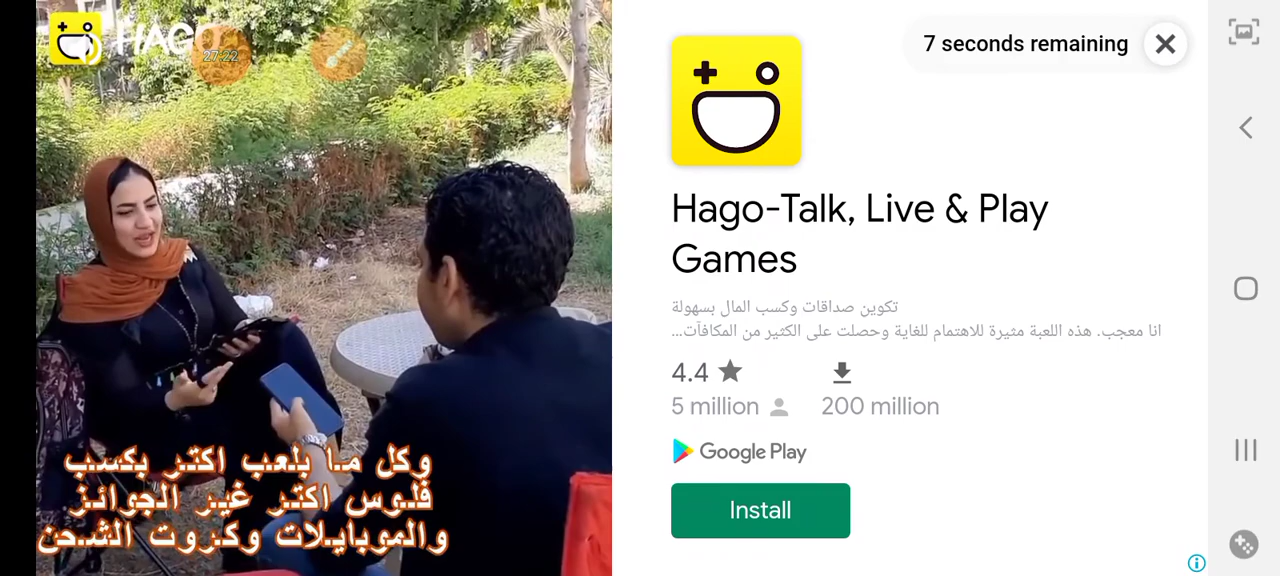 HAGO
27:22
وكل ما بلعب اكتر بكسب
فلوس اكتر غير الجوائز
والموبايلات وكروت الشحن
7 seconds remaining
Hago-Talk, Live & Play
Games
تكوين صداقات وكسب المال بسهولة
انا معجب. هذه اللعبة مثيرة للاهتمام للغاية وحصلت على الكثير من المكافآت...
4.4
5 million
200 million
Google Play
Install